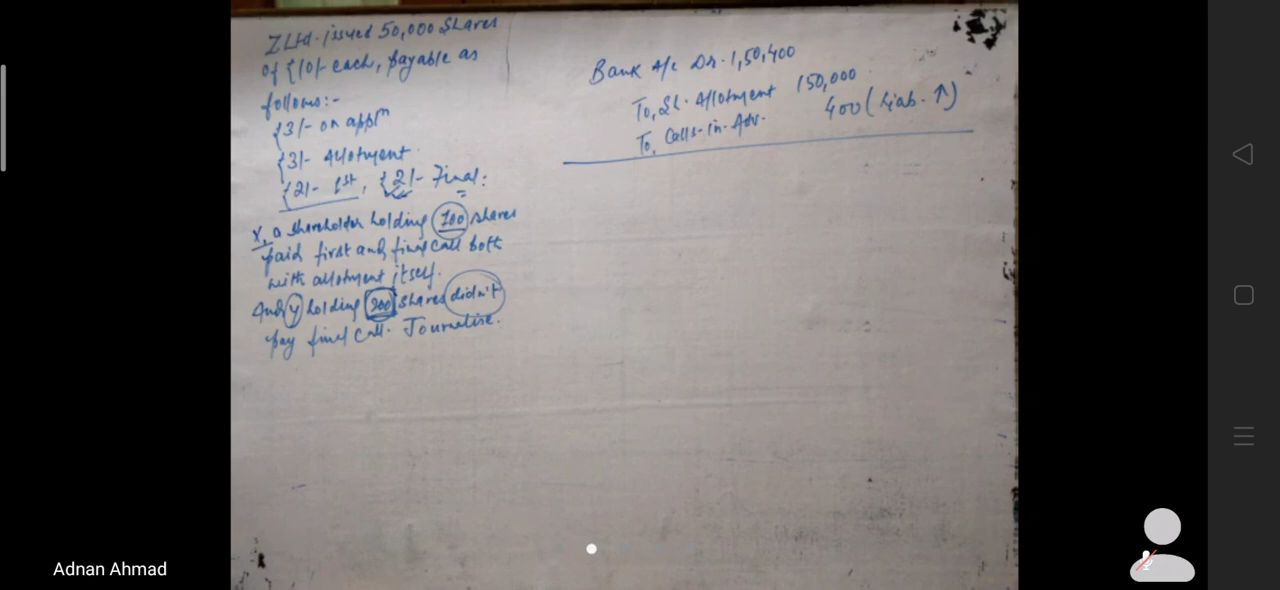 Z Ltd. issued 50,000 Shares
of ₹10/- each, payable as
follows:-
₹3/- on appln
₹3/- Allotment.
₹2/- 1st, ₹2/- Final:
X, a shareholder holding 100 shares
paid first and final call both
with allotment itself.
And y holding 200 shares didn't
pay final call. Journalise.
Bank A/c Dr. 1,50,400
To, Sh. Allotment 150,000
To, Calls-in-Adv. 400 (Liab. ↑)
Adnan Ahmad